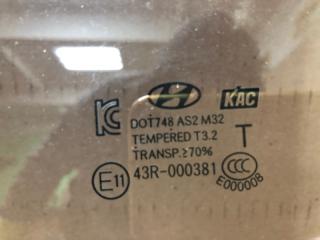 KAC
DOT748 AS2 M32
TEMPERED T3.2 T
TRANSP.≥70%
E11 43R-000381 CCC
E000008